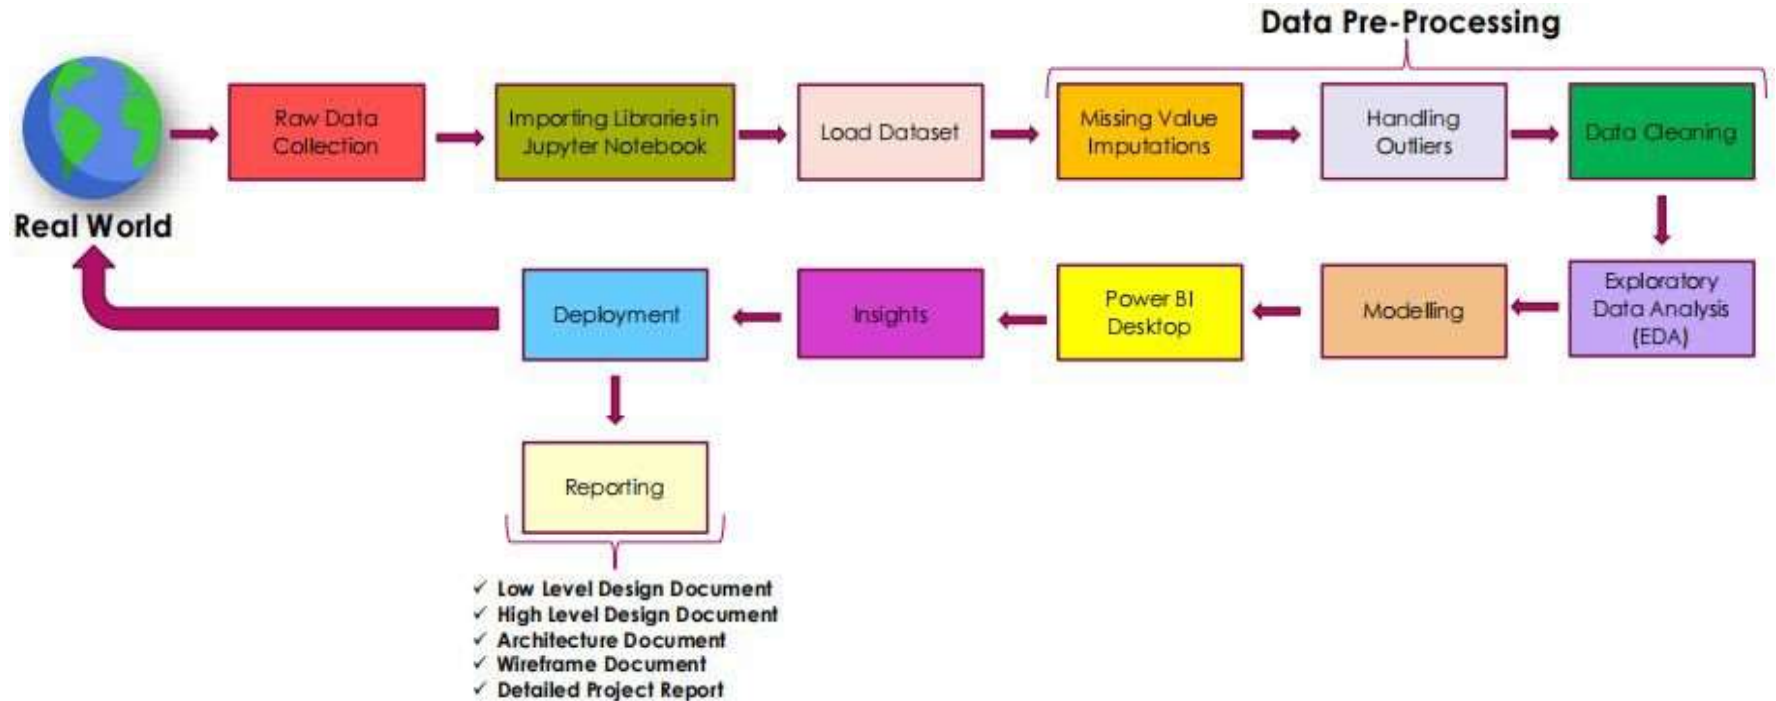 Data Pre-Processing
Raw Data
Collection
Importing Libraries in
Jupyter Notebook
Load Dataset
Missing Value
Imputations
Handling
Outliers
Data Cleaning
Real World
Deployment
Insights
Power BI
Desktop
Modelling
Exploratory
Data Analysis
(EDA)
Reporting
✓ Low Level Design Document
✓ High Level Design Document
✓ Architecture Document
✓ Wireframe Document
✓ Detailed Project Report